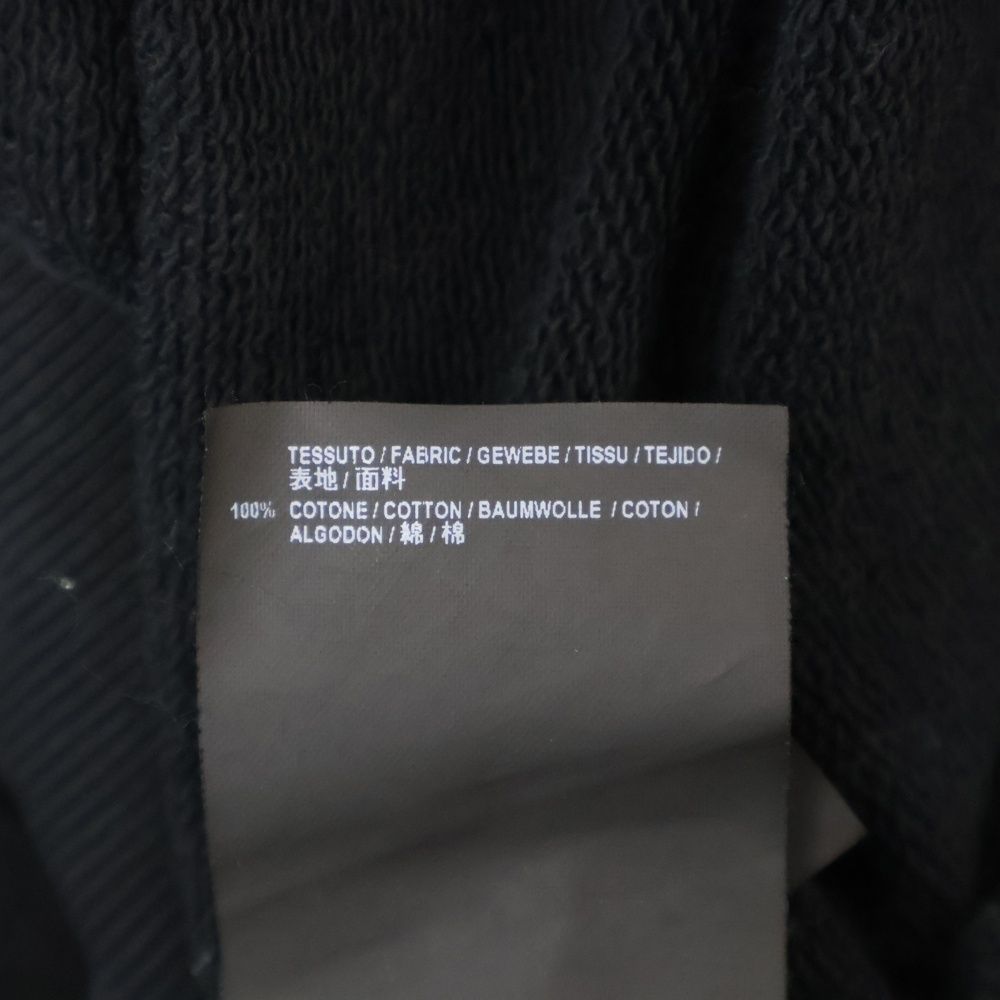 TESSUTO / FABRIC / GEWEBE / TISSU / TEJIDO /
表地 / 面料
100% COTONE / COTTON / BAUMWOLLE / COTON /
ALGODON / 綿 / 棉